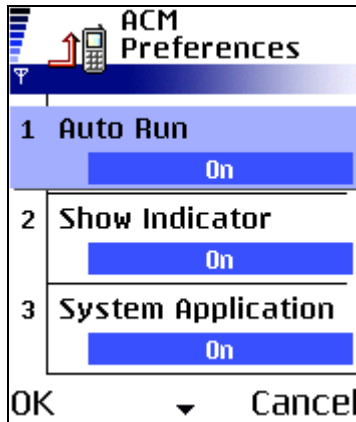 ACM
Preferences
1 Auto Run
On
2 Show Indicator
On
3 System Application
On
OK Cancel